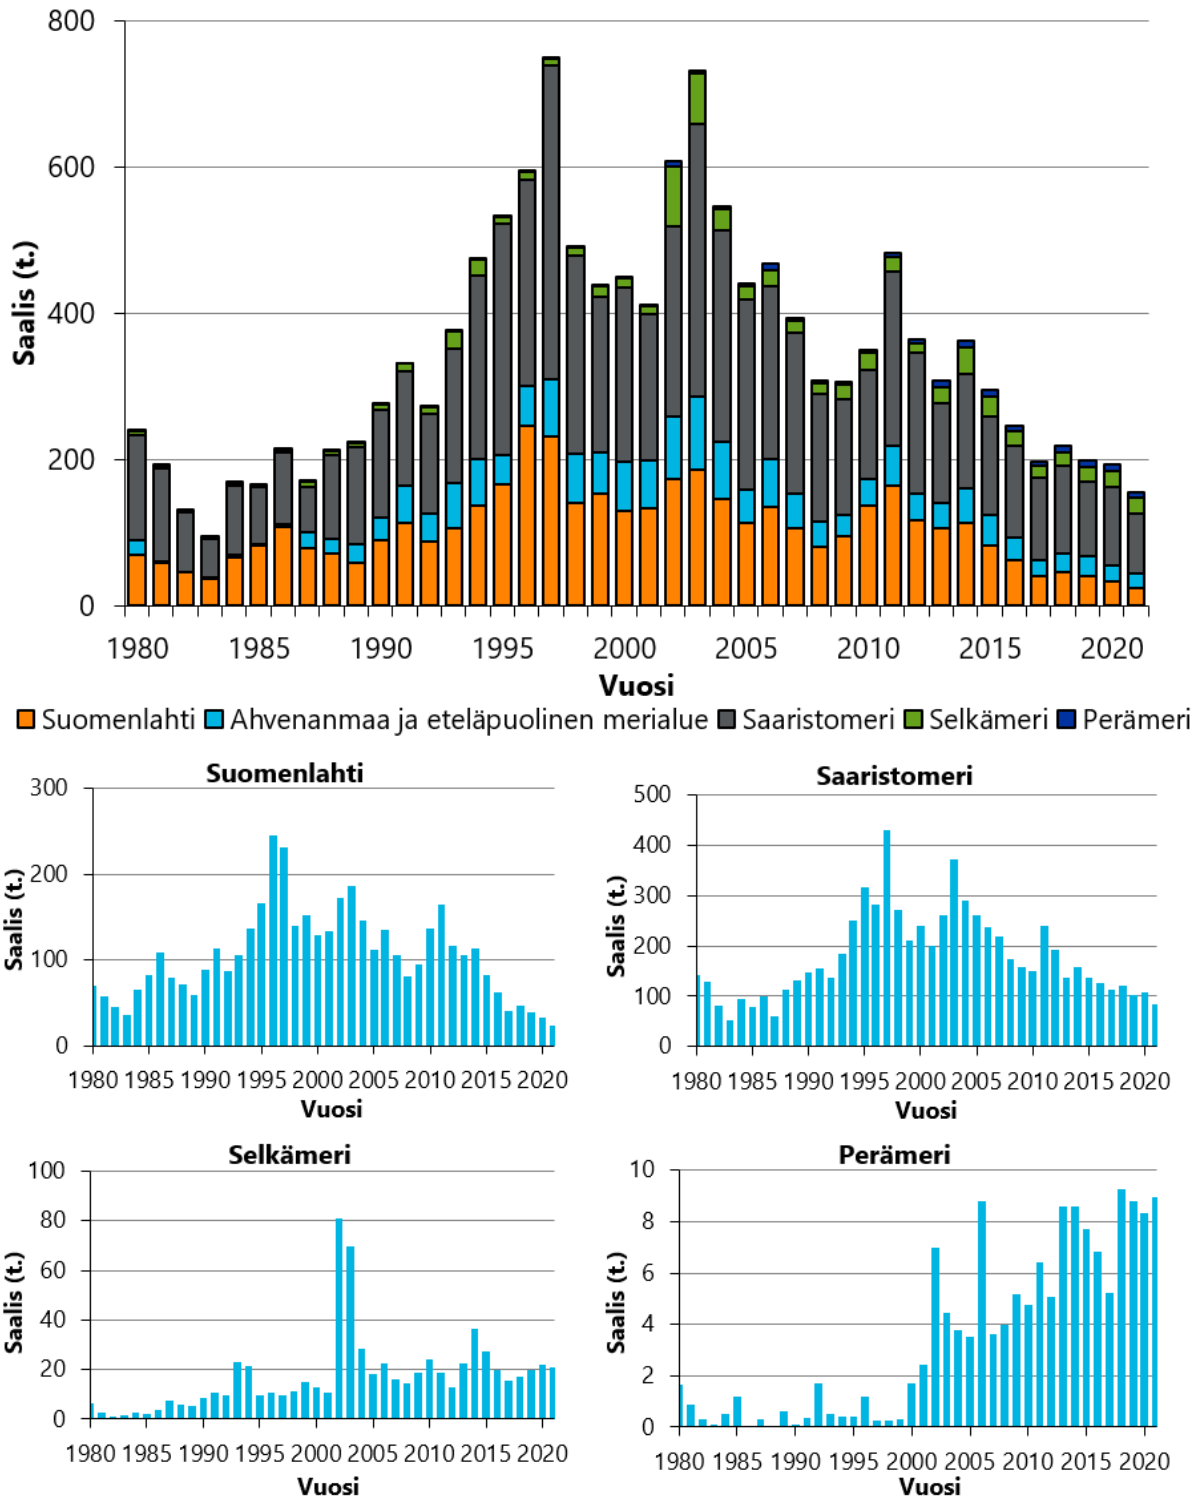 800
600
400
200
0
Saalis (t.)
1980 1985 1990 1995 2000 2005 2010 2015 2020
Vuosi
Suomenlahti Ahvenanmaa ja eteläpuolinen merialue Saaristomeri Selkämeri Perämeri
Suomenlahti
300
200
100
0
Saalis (t.)
1980 1985 1990 1995 2000 2005 2010 2015 2020
Vuosi
Saaristomeri
500
400
300
200
100
0
Saalis (t.)
1980 1985 1990 1995 2000 2005 2010 2015 2020
Vuosi
Selkämeri
100
80
60
40
20
0
Saalis (t.)
1980 1985 1990 1995 2000 2005 2010 2015 2020
Vuosi
Perämeri
10
8
6
4
2
0
Saalis (t.)
1980 1985 1990 1995 2000 2005 2010 2015 2020
Vuosi